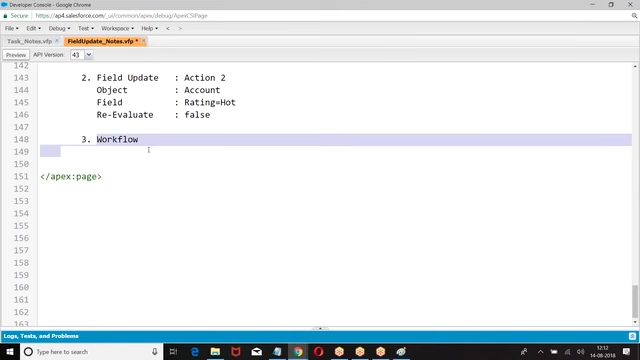 Developer Console - Google Chrome
Secure https://ap4.salesforce.com/_ui/common/apex/debug/ApexCSIPage
File Edit Debug Test Workspace Help < >
Task_Notes.vfp FieldUpdate_Notes.vfp *
Preview API Version: 43
142
143 2. Field Update : Action 2
144 Object : Account
145 Field : Rating=Hot
146 Re-Evaluate : false
147
148 3. Workflow
149
150
151 </apex:page>
152
153
154
155
156
157
158
159
160
161
162
163
Logs, Tests, and Problems
Type here to search
12:12
14-08-2018